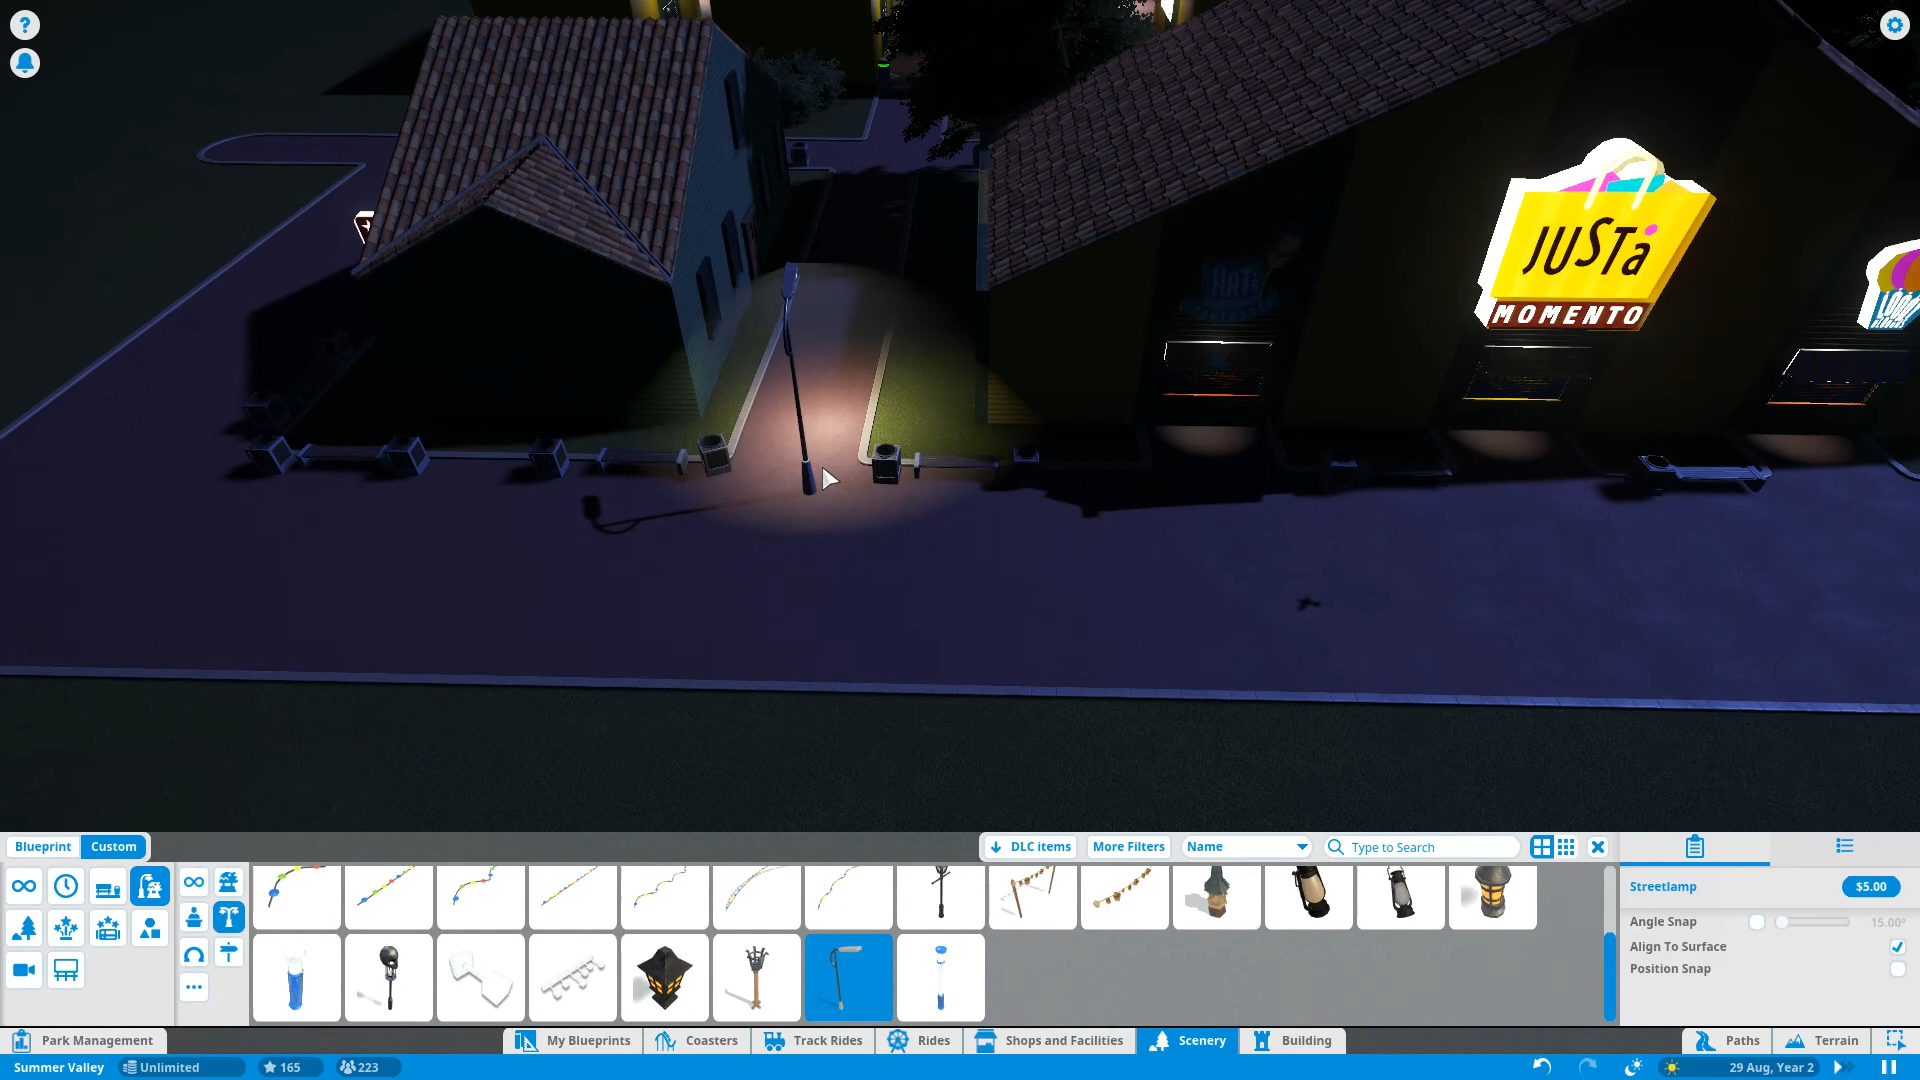 HATS
JUSTa
MOMENTO
Blueprint
Custom
DLC items
More Filters
Name
Type to Search
Streetlamp
$5.00
Angle Snap
15.00°
Align To Surface
Position Snap
Park Management
My Blueprints
Coasters
Track Rides
Rides
Shops and Facilities
Scenery
Building
Paths
Terrain
Summer Valley
Unlimited
165
223
29 Aug, Year 2